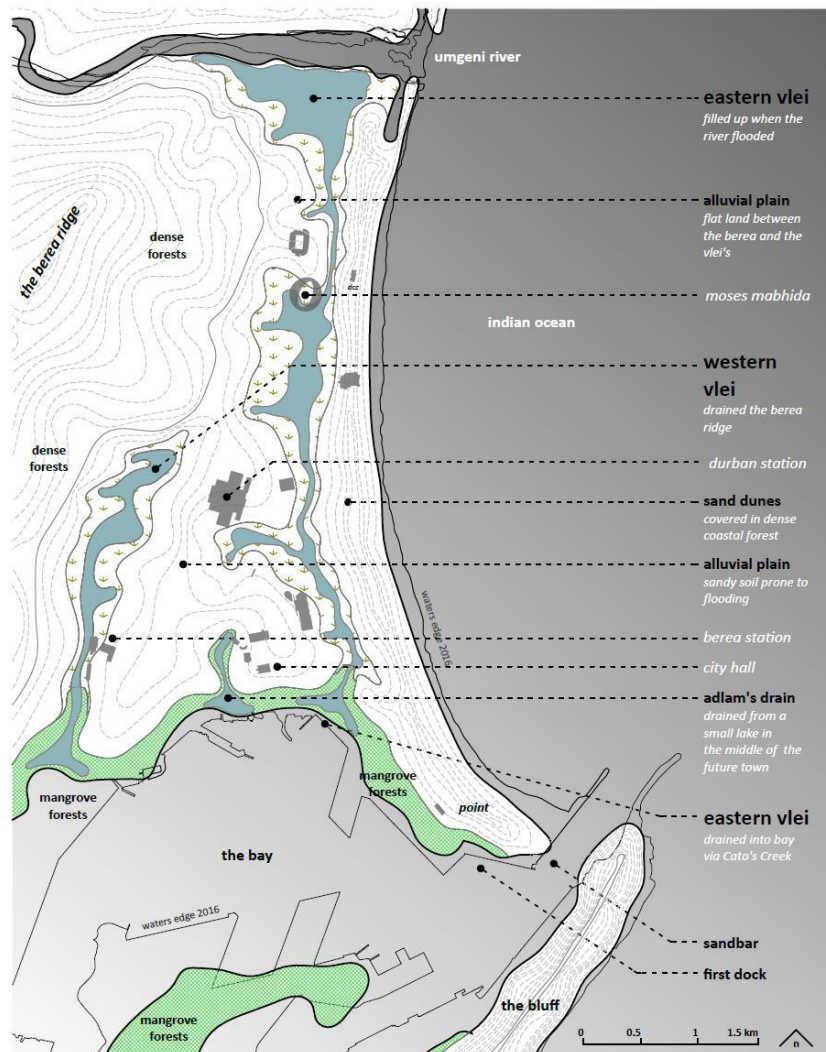 umgeni river
eastern vlei
filled up when the
river flooded
alluvial plain
flat land between
the berea and the
vlei's
the berea ridge
dense
forests
dcc
moses mabhida
indian ocean
western
vlei
drained the berea
ridge
dense
forests
durban station
sand dunes
covered in dense
coastal forest
alluvial plain
sandy soil prone to
flooding
waters edge 2016
berea station
city hall
adlam's drain
drained from a
small lake in
the middle of the
future town
mangrove
forests
mangrove
forests
point
eastern vlei
drained into bay
via Cato's Creek
the bay
waters edge 2016
sandbar
first dock
the bluff
mangrove
forests
0 0.5 1 1.5 km
n